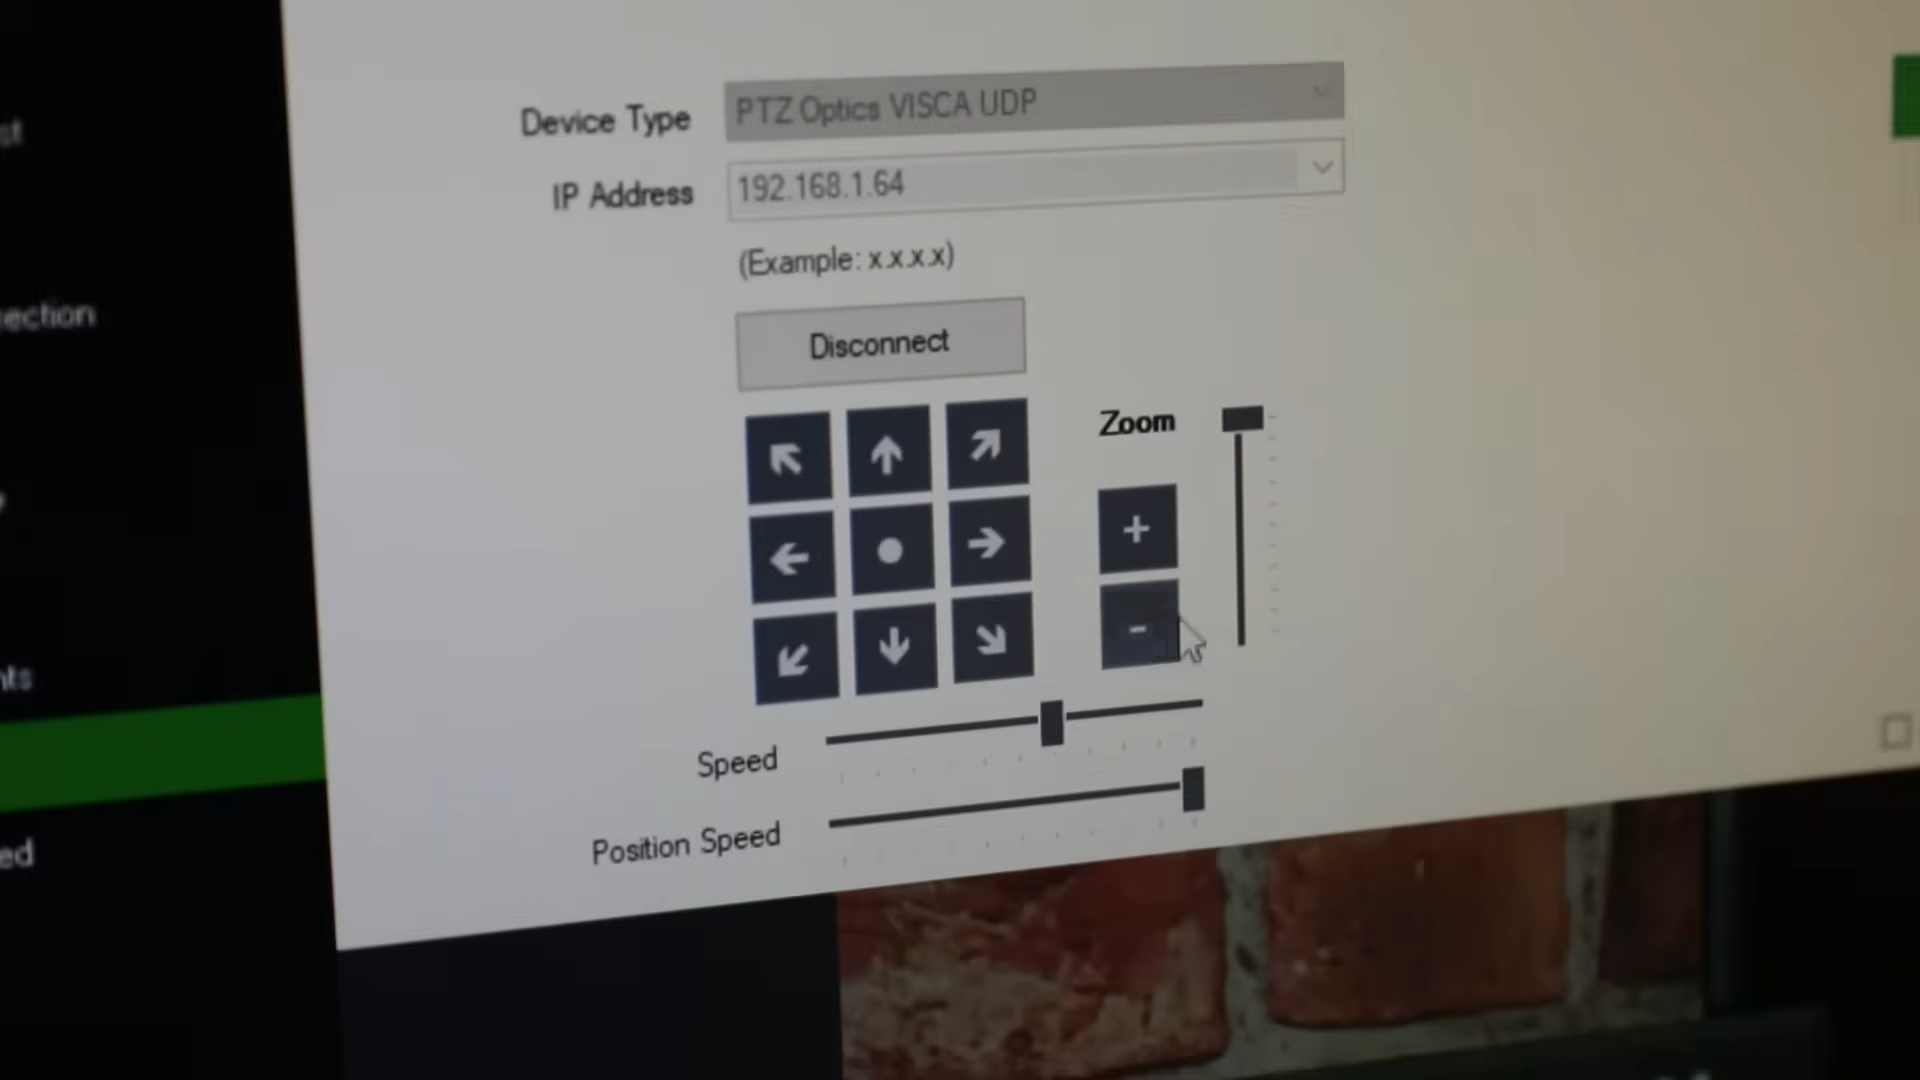 Device Type PTZ Optics VISCA UDP
IP Address 192.168.1.64
(Example: x.x.x.x)
Disconnect
Zoom
+
-
Speed
Position Speed